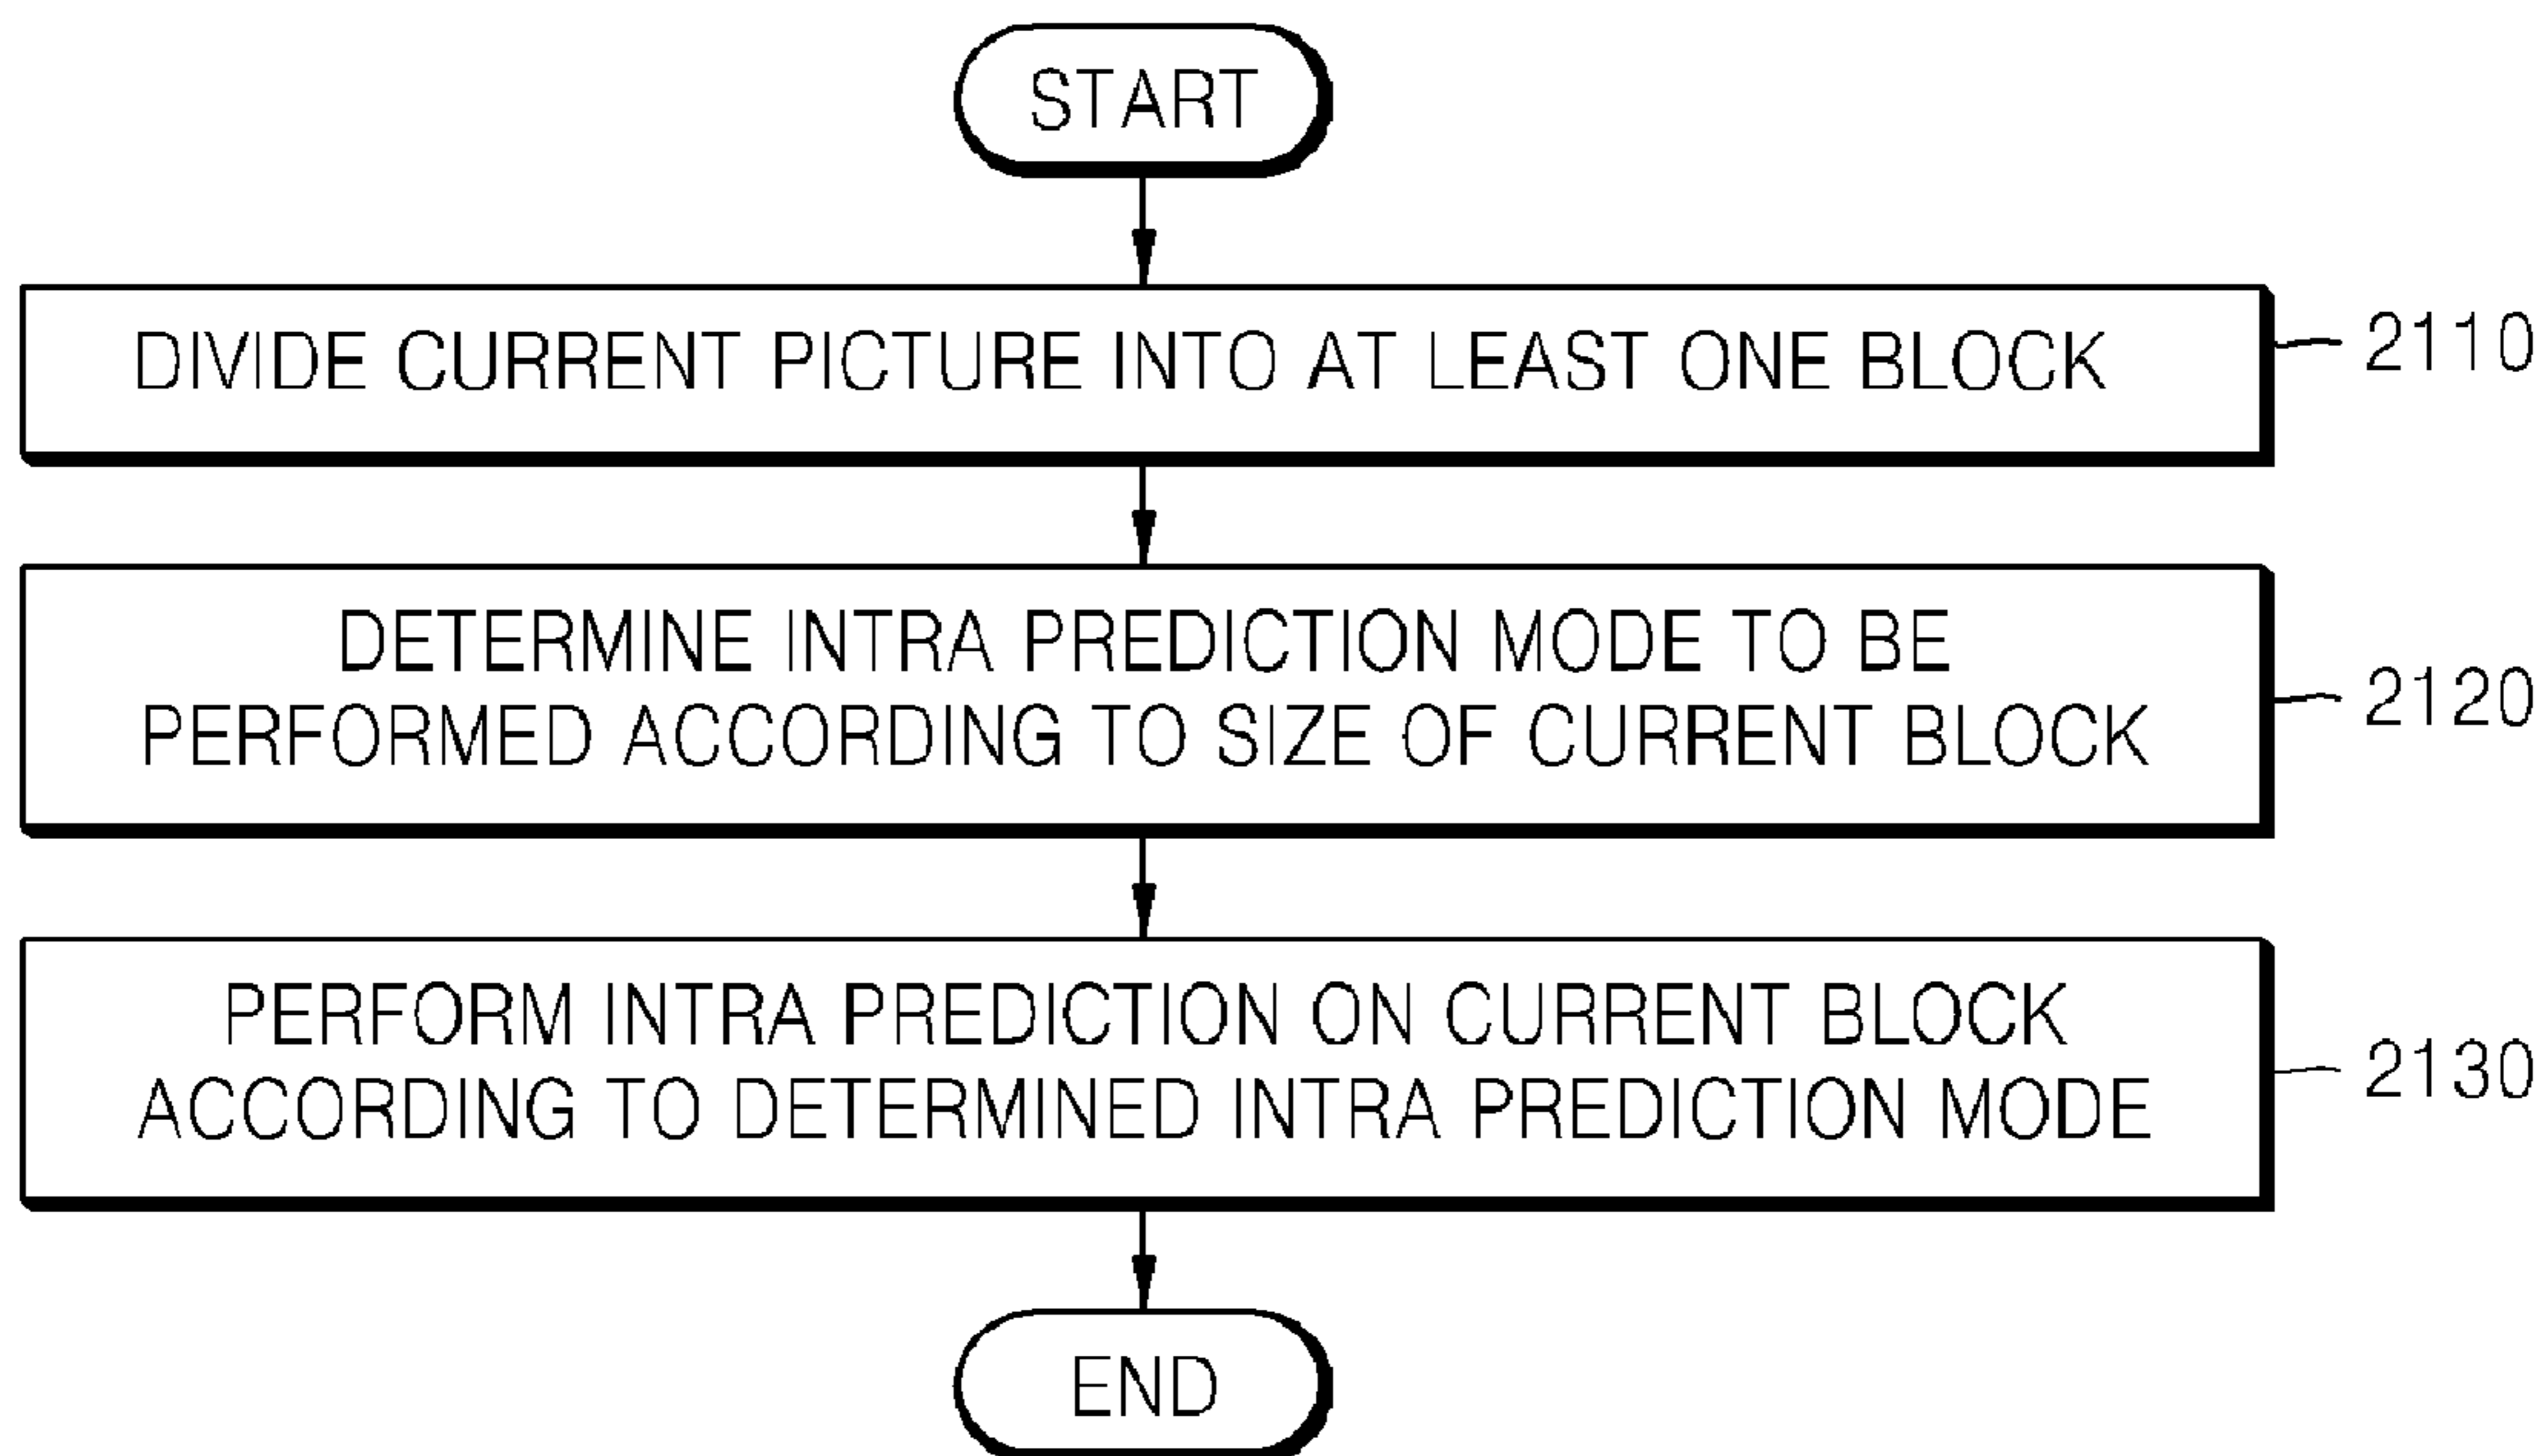 START
DIVIDE CURRENT PICTURE INTO AT LEAST ONE BLOCK
2110
DETERMINE INTRA PREDICTION MODE TO BE
PERFORMED ACCORDING TO SIZE OF CURRENT BLOCK
2120
PERFORM INTRA PREDICTION ON CURRENT BLOCK
ACCORDING TO DETERMINED INTRA PREDICTION MODE
2130
END